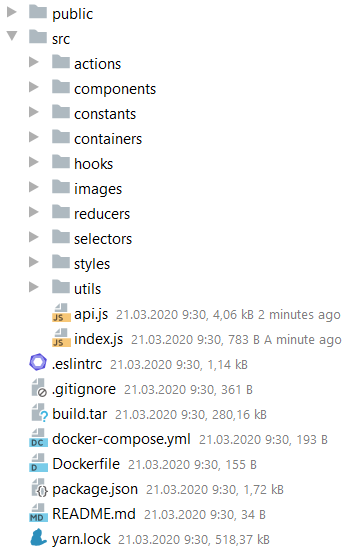 public
src
actions
components
constants
containers
hooks
images
reducers
selectors
styles
utils
JS api.js 21.03.2020 9:30, 4,06 kB 2 minutes ago
JS index.js 21.03.2020 9:30, 783 B A minute ago
.eslintrc 21.03.2020 9:30, 1,14 kB
.gitignore 21.03.2020 9:30, 361 B
? build.tar 21.03.2020 9:30, 280,16 kB
DC docker-compose.yml 21.03.2020 9:30, 193 B
D Dockerfile 21.03.2020 9:30, 155 B
{} package.json 21.03.2020 9:30, 1,72 kB
MD README.md 21.03.2020 9:30, 34 B
yarn.lock 21.03.2020 9:30, 518,37 kB